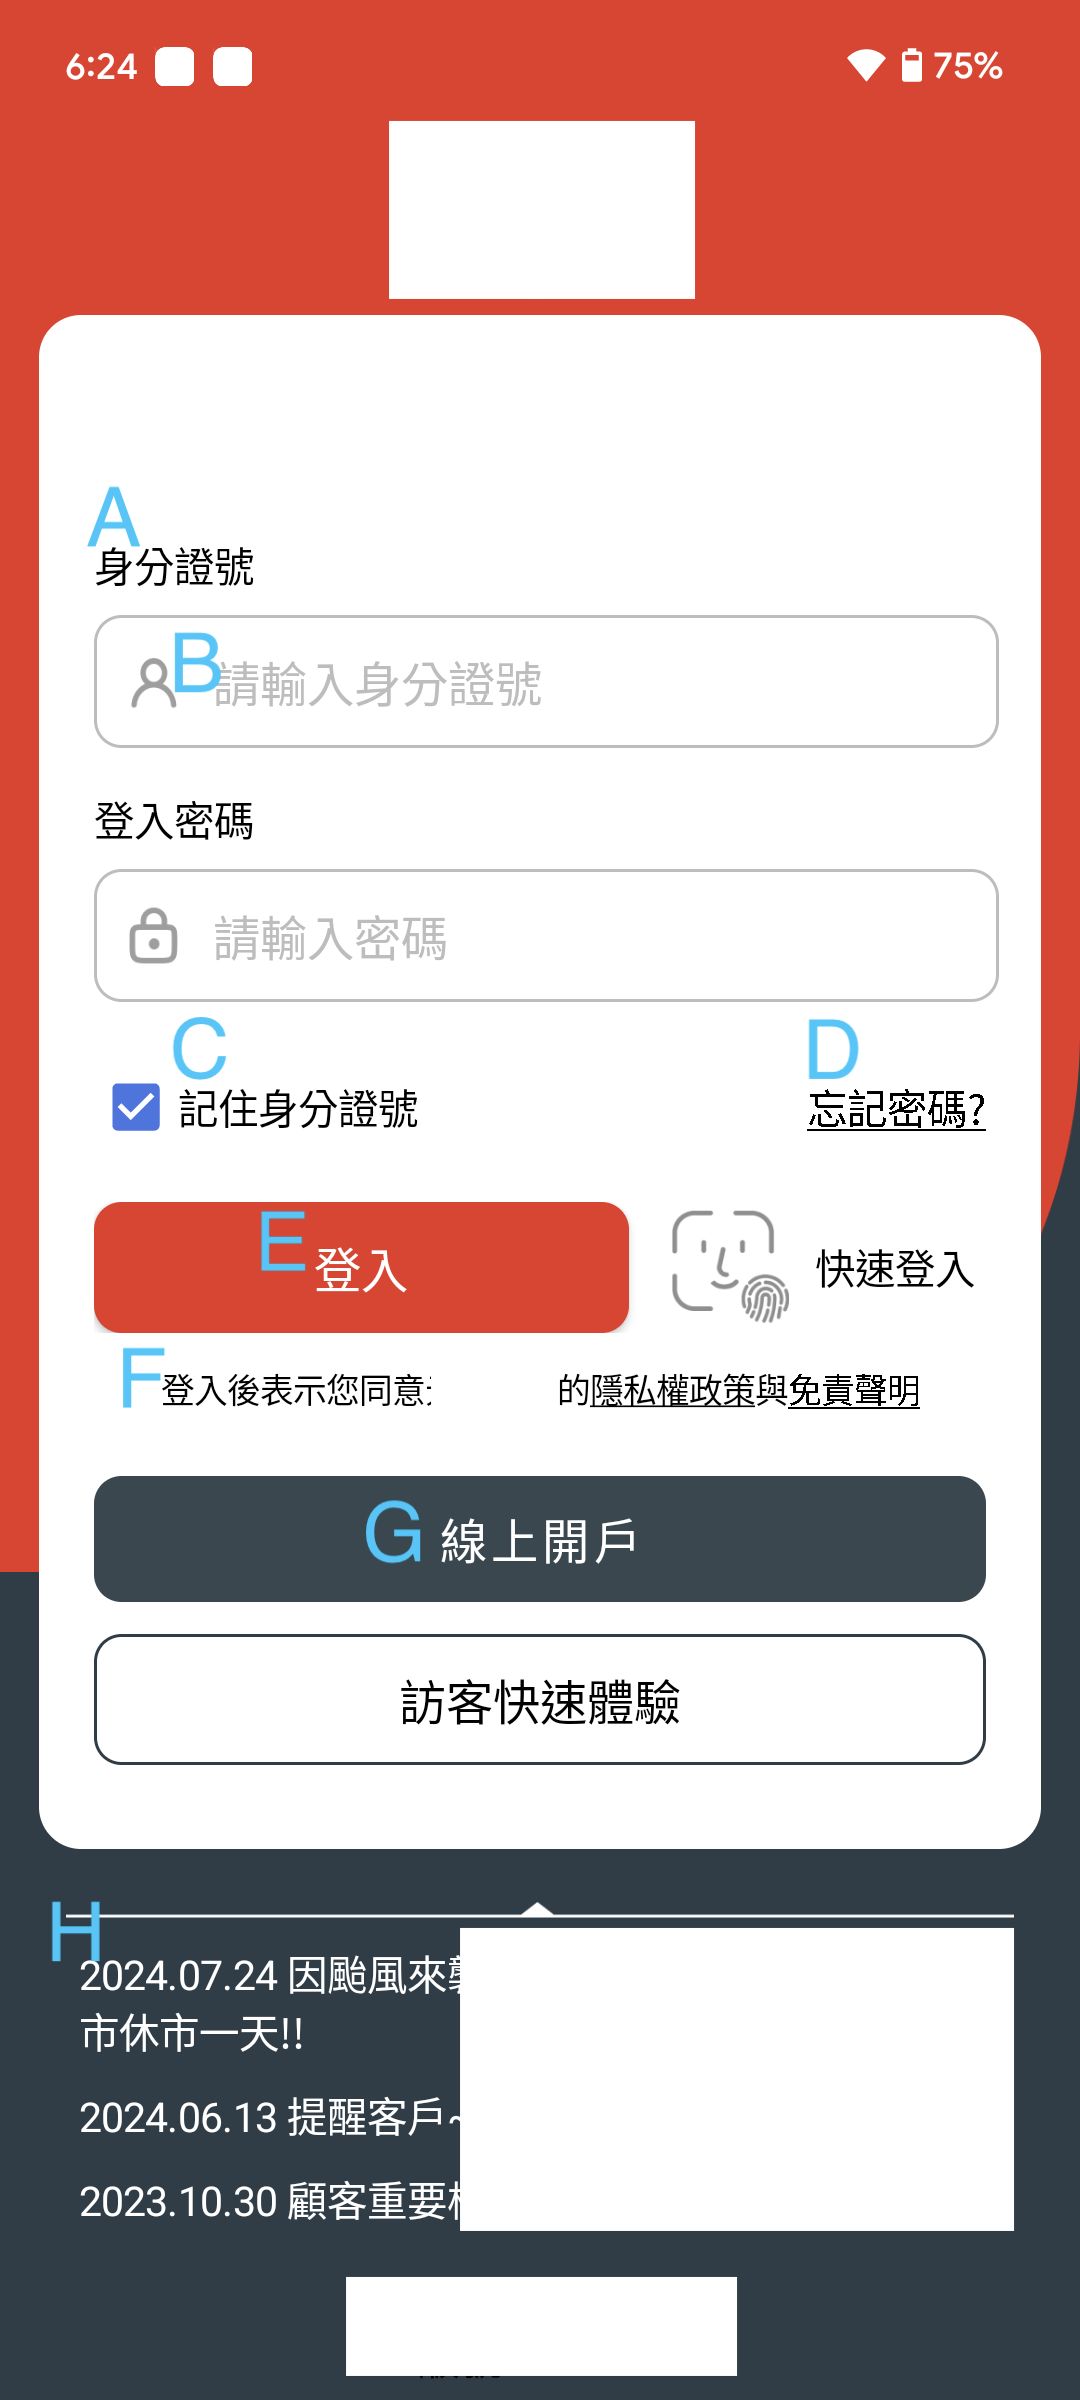 6:24 75%
A
身分證號
B
請輸入身分證號
登入密碼
請輸入密碼
C D
記住身分證號 忘記密碼?
E
登入 快速登入
F
登入後表示您同意 的隱私權政策與免責聲明
G 線上開戶
訪客快速體驗
H
2024.07.24 因颱風來
市休市一天!!
2024.06.13 提醒客戶~
2023.10.30 顧客重要